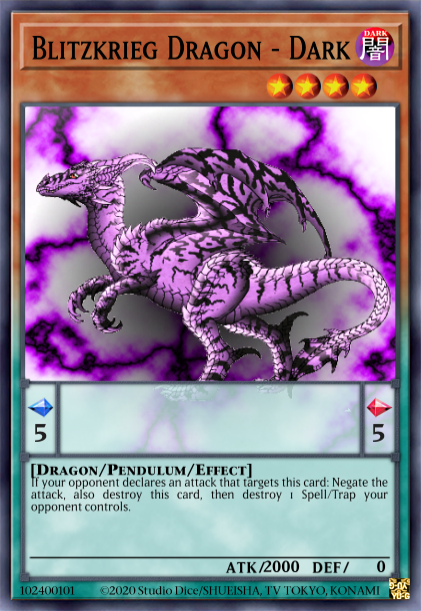 Blitzkrieg Dragon - Dark
DARK
闇
5
5
[Dragon/Pendulum/Effect]
If your opponent declares an attack that targets this card: Negate the
attack, also destroy this card, then destroy 1 Spell/Trap your
opponent controls.
ATK/2000 DEF/ 0
102400101 ©2020 Studio Dice/SHUEISHA, TV TOKYO, KONAMI